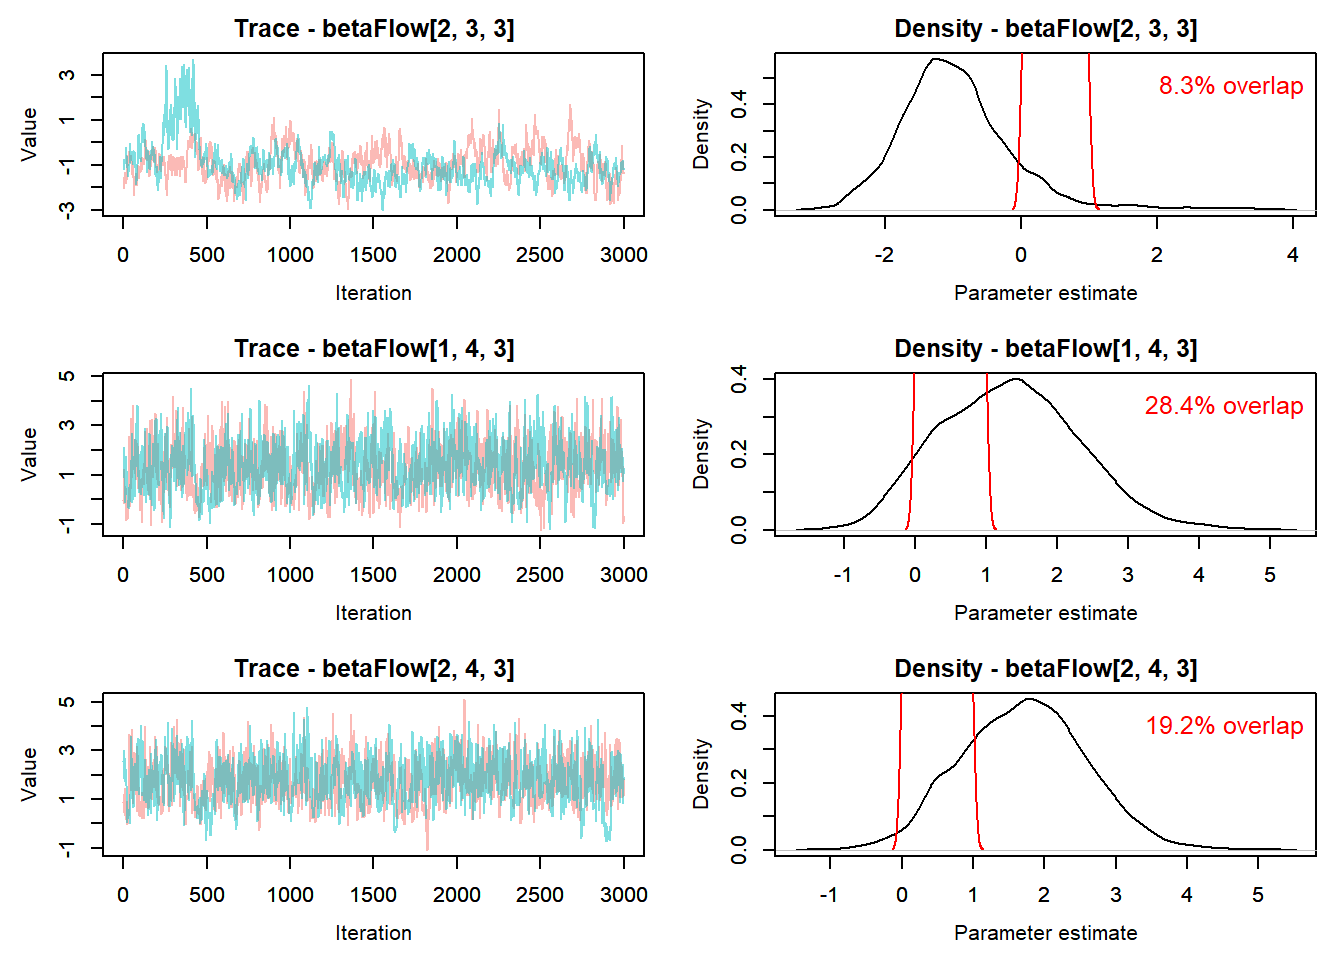 Trace - betaFlow[2, 3, 3]
Value
3
1
-1
-3
0 500 1000 1500 2000 2500 3000
Iteration
Density - betaFlow[2, 3, 3]
8.3% overlap
Density
0.4
0.2
0.0
-2 0 2 4
Parameter estimate
Trace - betaFlow[1, 4, 3]
Value
5
3
1
-1
0 500 1000 1500 2000 2500 3000
Iteration
Density - betaFlow[1, 4, 3]
28.4% overlap
Density
0.4
0.2
0.0
-1 0 1 2 3 4 5
Parameter estimate
Trace - betaFlow[2, 4, 3]
Value
5
3
1
-1
0 500 1000 1500 2000 2500 3000
Iteration
Density - betaFlow[2, 4, 3]
19.2% overlap
Density
0.4
0.2
0.0
-1 0 1 2 3 4 5
Parameter estimate